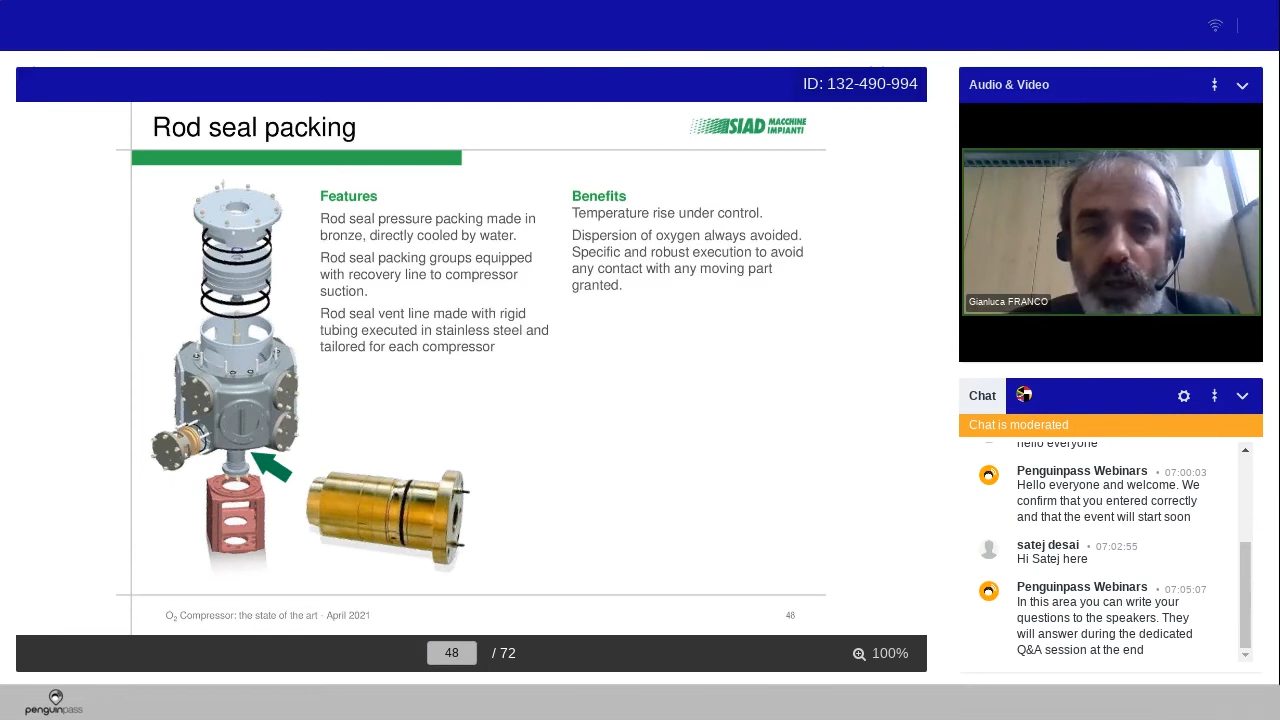 ID: 132-490-994
Rod seal packing
SIAD MACCHINE
IMPIANTI
Features
Rod seal pressure packing made in
bronze, directly cooled by water.
Rod seal packing groups equipped
with recovery line to compressor
suction.
Rod seal vent line made with rigid
tubing executed in stainless steel and
tailored for each compressor
Benefits
Temperature rise under control.
Dispersion of oxygen always avoided.
Specific and robust execution to avoid
any contact with any moving part
granted.
O2 Compressor: the state of the art - April 2021
48
48 / 72
100%
Audio & Video
Gianluca FRANCO
Chat
Chat is moderated
hello everyone
Penguinpass Webinars • 07:00:03
Hello everyone and welcome. We
confirm that you entered correctly
and that the event will start soon
satej desai • 07:02:55
Hi Satej here
Penguinpass Webinars • 07:05:07
In this area you can write your
questions to the speakers. They
will answer during the dedicated
Q&A session at the end
penguinpass